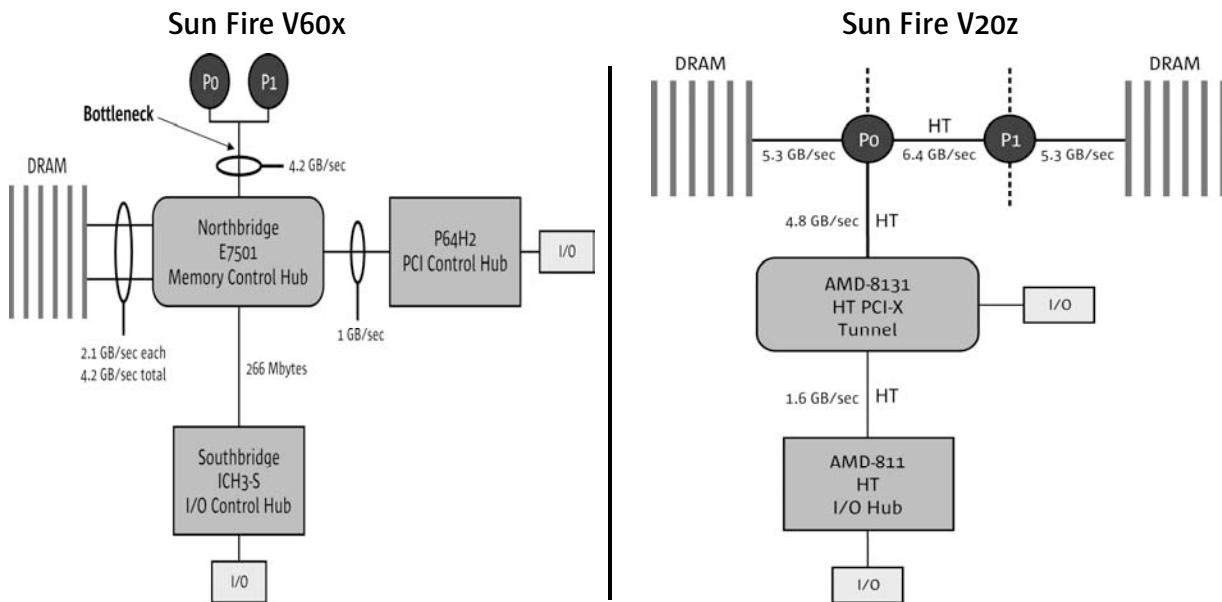 Sun Fire V60x
P0
P1
Bottleneck
4.2 GB/sec
DRAM
Northbridge
E7501
Memory Control Hub
P64H2
PCI Control Hub
I/O
2.1 GB/sec each
4.2 GB/sec total
1 GB/sec
266 Mbytes
Southbridge
ICH3-S
I/O Control Hub
I/O
Sun Fire V20z
DRAM
DRAM
P0
HT
P1
5.3 GB/sec
6.4 GB/sec
5.3 GB/sec
4.8 GB/sec
HT
AMD-8131
HT PCI-X
Tunnel
I/O
1.6 GB/sec
HT
AMD-811
HT
I/O Hub
I/O